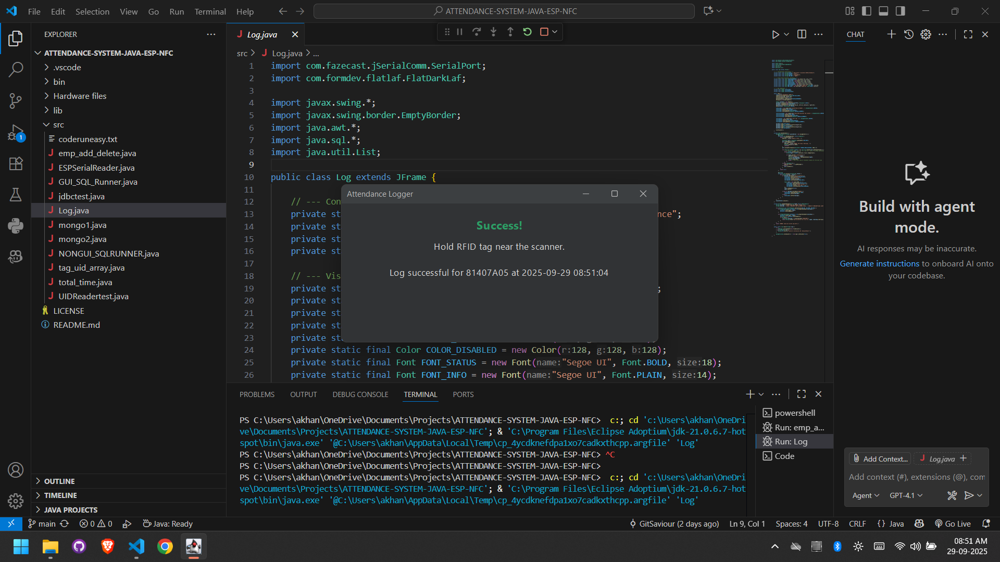 File Edit Selection View Go Run Terminal Help
ATTENDANCE-SYSTEM-JAVA-ESP-NFC
EXPLORER
ATTENDANCE-SYSTEM-JAVA-ESP-NFC
.vscode
bin
Hardware files
lib
src
coderuneasy.txt
emp_add_delete.java
ESPSerialReader.java
GUI_SQL_Runner.java
jdbctest.java
Log.java
mongo1.java
mongo2.java
NONGUI_SQLRUNNER.java
tag_uid_array.java
total_time.java
UIDReadertest.java
LICENSE
README.md
OUTLINE
TIMELINE
JAVA PROJECTS
1
Log.java
src > Log.java > ...
1 import com.fazecast.jSerialComm.SerialPort;
2 import com.formdev.flatlaf.FlatDarkLaf;
3
4 import javax.swing.*;
5 import javax.swing.border.EmptyBorder;
6 import java.awt.*;
7 import java.sql.*;
8 import java.util.List;
9
10 public class Log extends JFrame {
11
12 // --- Con
13 private st nce";
14 private st
15 private st
16 private st
17
18 // --- Vis
19 private st ;
20 private st
21 private st
22 private st
23 private st
24 private static final Color COLOR_DISABLED = new Color(r:128, g:128, b:128);
25 private static final Font FONT_STATUS = new Font(name:"Segoe UI", Font.BOLD, size:18);
26 private static final Font FONT_INFO = new Font(name:"Segoe UI", Font.PLAIN, size:14);
Attendance Logger
Success!
Hold RFID tag near the scanner.
Log successful for 81407A05 at 2025-09-29 08:51:04
PROBLEMS OUTPUT DEBUG CONSOLE TERMINAL PORTS
PS C:\Users\akhan\OneDrive\Documents\Projects\ATTENDANCE-SYSTEM-JAVA-ESP-NFC> c:; cd 'c:\Users\akhan\OneDri
ve\Documents\Projects\ATTENDANCE-SYSTEM-JAVA-ESP-NFC'; & 'C:\Program Files\Eclipse Adoptium\jdk-21.0.6.7-hot
spot\bin\java.exe' '@C:\Users\akhan\AppData\Local\Temp\cp_4ycdknefdpa1xo7cadkxthcpp.argfile' 'Log'
PS C:\Users\akhan\OneDrive\Documents\Projects\ATTENDANCE-SYSTEM-JAVA-ESP-NFC> ^C
PS C:\Users\akhan\OneDrive\Documents\Projects\ATTENDANCE-SYSTEM-JAVA-ESP-NFC>
PS C:\Users\akhan\OneDrive\Documents\Projects\ATTENDANCE-SYSTEM-JAVA-ESP-NFC> c:; cd 'c:\Users\akhan\OneDri
ve\Documents\Projects\ATTENDANCE-SYSTEM-JAVA-ESP-NFC'; & 'C:\Program Files\Eclipse Adoptium\jdk-21.0.6.7-hot
spot\bin\java.exe' '@C:\Users\akhan\AppData\Local\Temp\cp_4ycdknefdpa1xo7cadkxthcpp.argfile' 'Log'
powershell
Run: emp_a...
Run: Log
Code
CHAT
Build with agent
mode.
AI responses may be inaccurate.
Generate instructions to onboard AI onto
your codebase.
Add Context... Log.java
Add context (#), extensions (@), com
Agent GPT-4.1
main 0 0 Java: Ready
GitSaviour (2 days ago) Ln 9, Col 1 Spaces: 4 UTF-8 CRLF {} Java Go Live
08:51 AM
29-09-2025